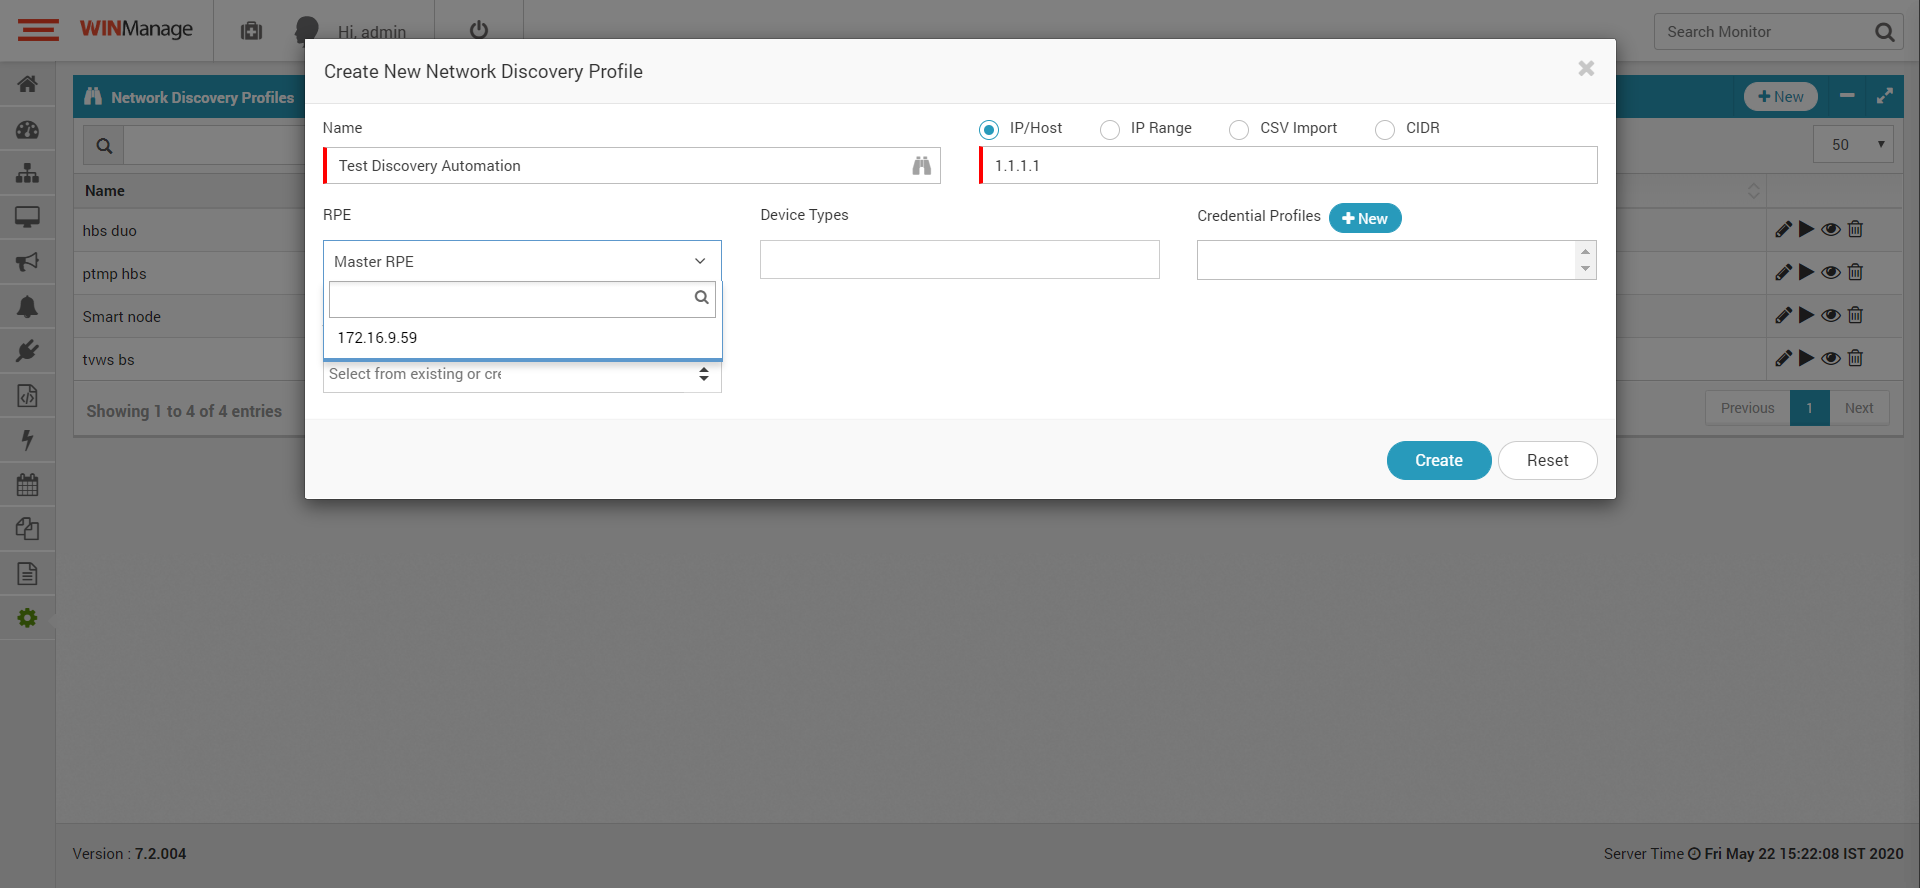 WINManage
Hi, admin
Search Monitor
Create New Network Discovery Profile
Network Discovery Profiles
New
Name
IP/Host
IP Range
CSV Import
CIDR
50
Test Discovery Automation
1.1.1.1
Name
RPE
Device Types
Credential Profiles
New
hbs duo
Master RPE
ptmp hbs
Smart node
172.16.9.59
tvws bs
Select from existing or cre
Showing 1 to 4 of 4 entries
Previous
1
Next
Create
Reset
Version : 7.2.004
Server Time Fri May 22 15:22:08 IST 2020